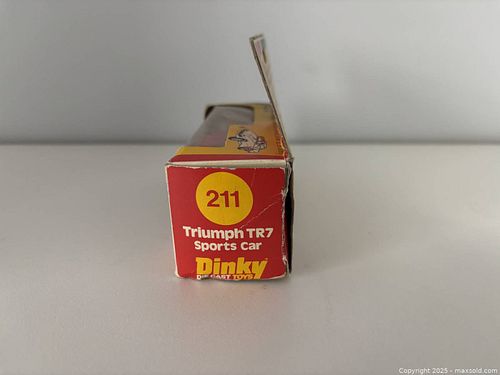 211
Triumph TR7
Sports Car
Dinky
DIE CAST TOYS
Copyright 2025 - maxsold.com